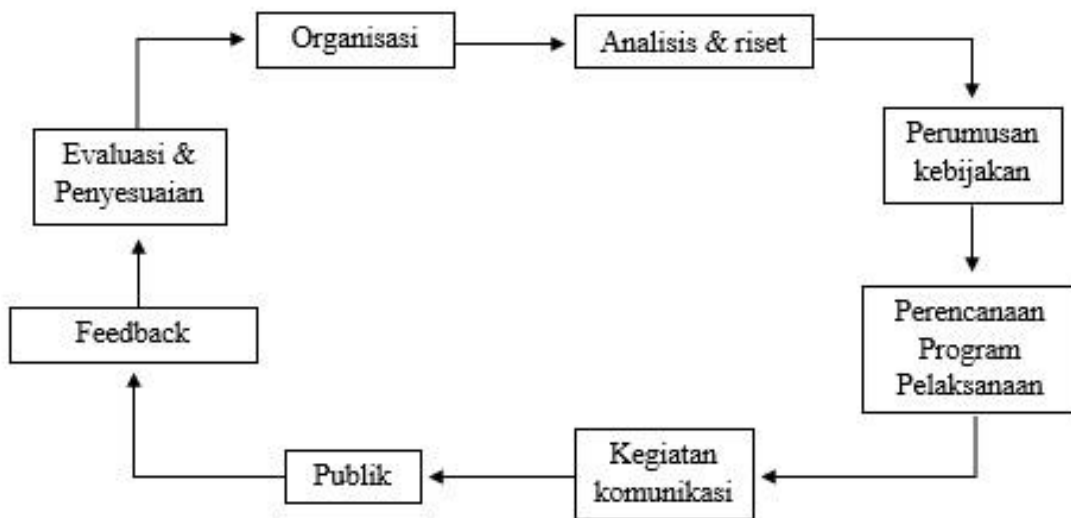 Organisasi
Analisis & riset
Perumusan
kebijakan
Perencanaan
Program
Pelaksanaan
Kegiatan
komunikasi
Publik
Feedback
Evaluasi &
Penyesuaian